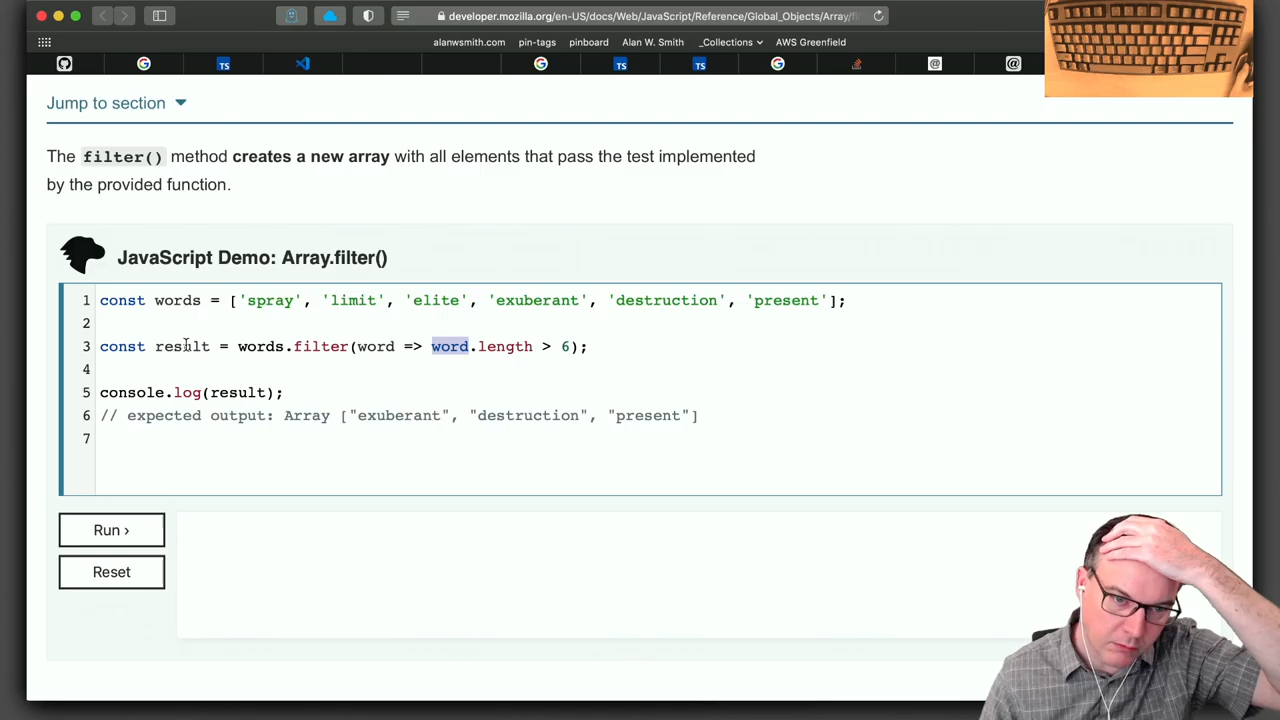 developer.mozilla.org/en-US/docs/Web/JavaScript/Reference/Global_Objects/Array/fil
alanwsmith.com pin-tags pinboard Alan W. Smith _Collections AWS Greenfield
TS TS TS
Jump to section
The filter() method creates a new array with all elements that pass the test implemented
by the provided function.
JavaScript Demo: Array.filter()
1 const words = ['spray', 'limit', 'elite', 'exuberant', 'destruction', 'present'];
2
3 const result = words.filter(word => word.length > 6);
4
5 console.log(result);
6 // expected output: Array ["exuberant", "destruction", "present"]
7
Run ›
Reset